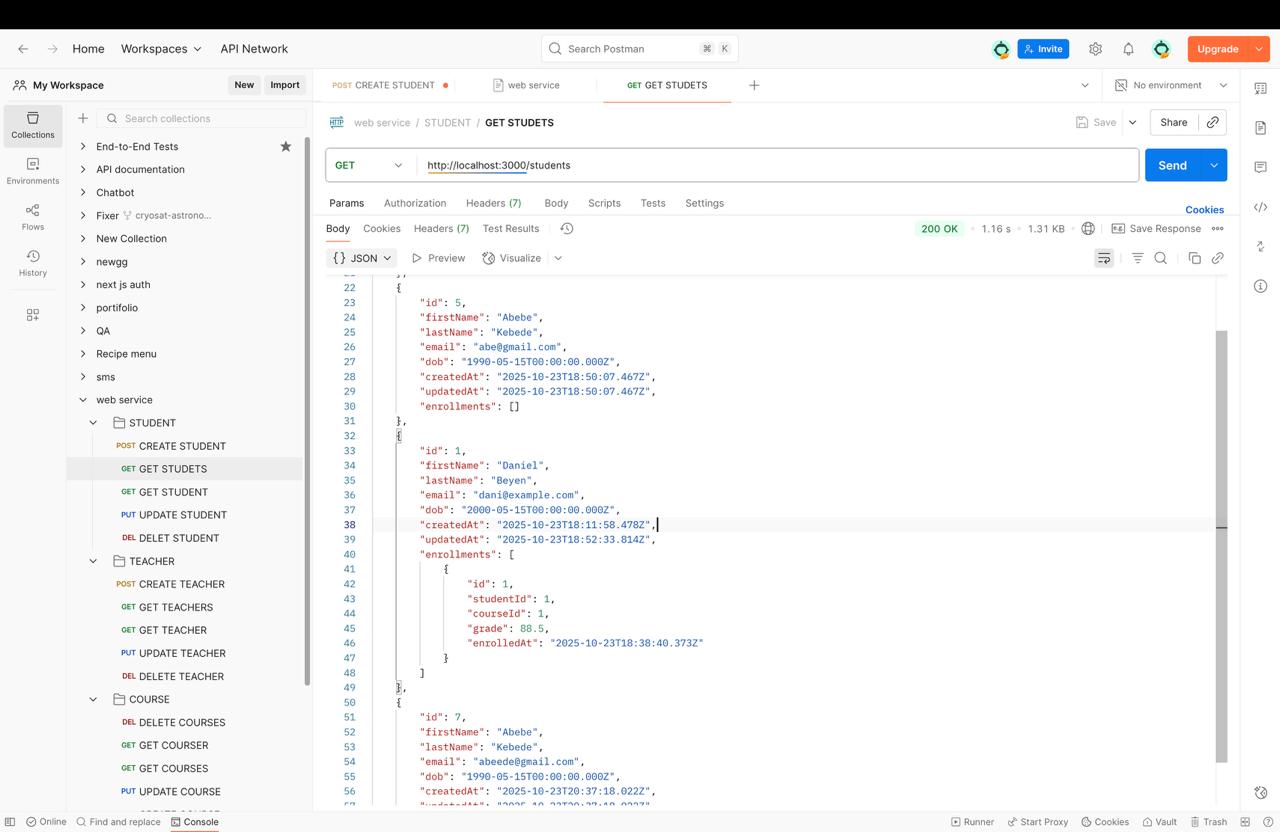 Home
Workspaces
API Network
Search Postman
⌘
K
Invite
Upgrade
My Workspace
New
Import
POST CREATE STUDENT
web service
GET GET STUDETS
No environment
Collections
Search collections
web service / STUDENT / GET STUDETS
Save
Share
End-to-End Tests
API documentation
Chatbot
Fixer cryosat-astrono...
New Collection
newgg
next js auth
portfolio
QA
Recipe menu
sms
web service
STUDENT
POST CREATE STUDENT
GET GET STUDETS
GET GET STUDENT
PUT UPDATE STUDENT
DEL DELET STUDENT
TEACHER
POST CREATE TEACHER
GET GET TEACHERS
GET GET TEACHER
PUT UPDATE TEACHER
DEL DELETE TEACHER
COURSE
DEL DELETE COURSES
GET GET COURSER
GET GET COURSES
PUT UPDATE COURSE
Environments
Flows
History
GET
http://localhost:3000/students
Send
Params
Authorization
Headers (7)
Body
Scripts
Tests
Settings
Cookies
Body
Cookies
Headers (7)
Test Results
200 OK
1.16 s
1.31 KB
Save Response
{} JSON
Preview
Visualize
22 {
23 "id": 5,
24 "firstName": "Abebe",
25 "lastName": "Kebede",
26 "email": "abe@gmail.com",
27 "dob": "1990-05-15T00:00:00.000Z",
28 "createdAt": "2025-10-23T18:50:07.467Z",
29 "updatedAt": "2025-10-23T18:50:07.467Z",
30 "enrollments": []
31 },
32 {
33 "id": 1,
34 "firstName": "Daniel",
35 "lastName": "Beyen",
36 "email": "dani@example.com",
37 "dob": "2000-05-15T00:00:00.000Z",
38 "createdAt": "2025-10-23T18:11:58.478Z",
39 "updatedAt": "2025-10-23T18:52:33.814Z",
40 "enrollments": [
41 {
42 "id": 1,
43 "studentId": 1,
44 "courseId": 1,
45 "grade": 88.5,
46 "enrolledAt": "2025-10-23T18:38:40.373Z"
47 }
48 ]
49 },
50 {
51 "id": 7,
52 "firstName": "Abebe",
53 "lastName": "Kebede",
54 "email": "abeede@gmail.com",
55 "dob": "1990-05-15T00:00:00.000Z",
56 "createdAt": "2025-10-23T20:37:18.022Z",
Online
Find and replace
Console
Runner
Start Proxy
Cookies
Vault
Trash